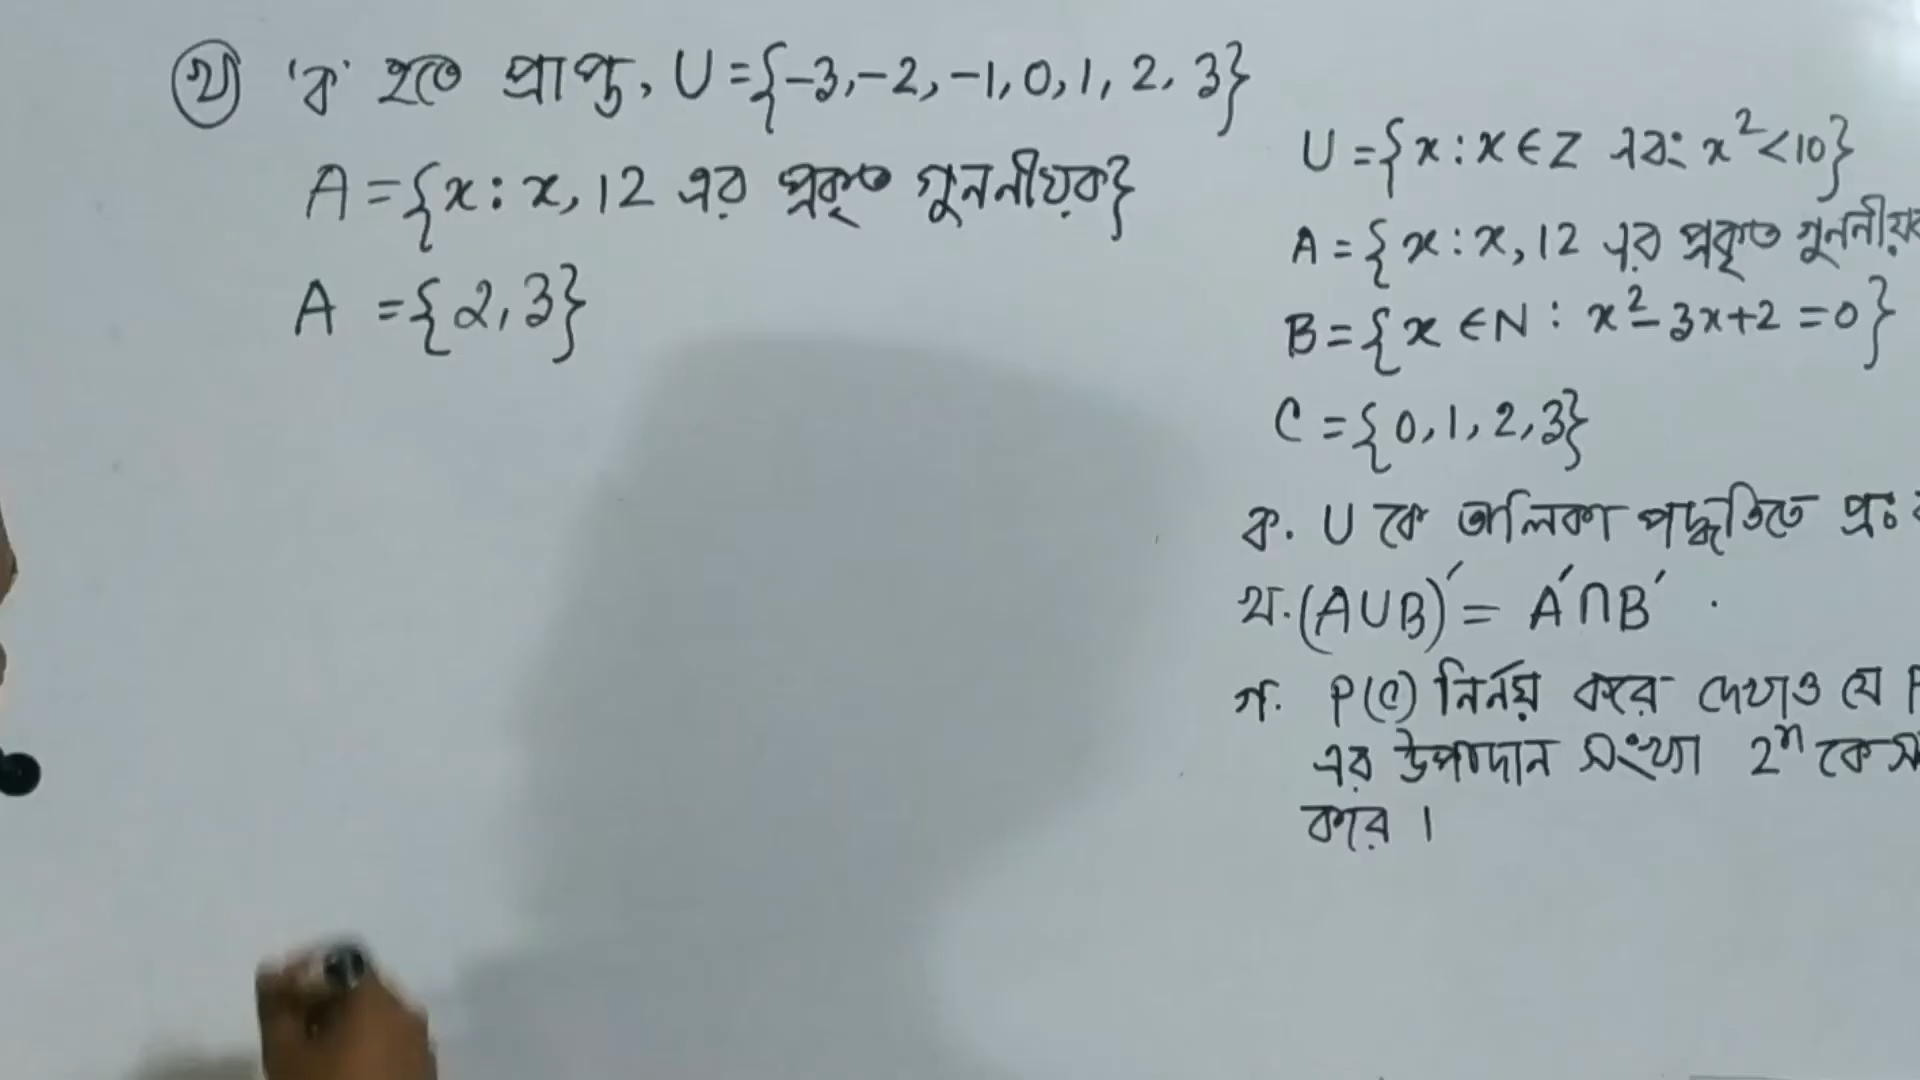 খ 'ক' হতে প্রাপ্ত, U = {-3, -2, -1, 0, 1, 2, 3}
A = {x : x, 12 এর প্রকৃত গুননীয়ক}
A = {2, 3}
U = {x : x ∈ Z এবং x² < 10}
A = {x : x, 12 এর প্রকৃত গুননীয়ক
B = {x ∈ N : x² - 3x + 2 = 0}
C = {0, 1, 2, 3}
ক. U কে তালিকা পদ্ধতিতে প্রঃ
খ. (A∪B)′ = A′∩B′ .
গ. P(C) নির্নয় করে দেখাও যে P
এর উপাদান সংখ্যা 2ⁿ কে
করে ।